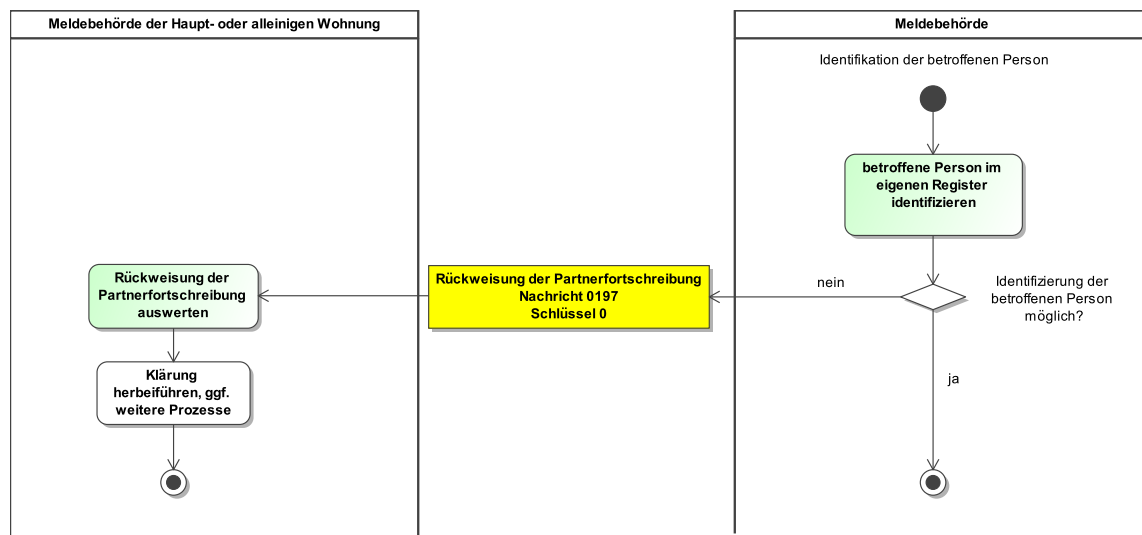 Meldebehörde der Haupt- oder alleinigen Wohnung
Meldebehörde
Identifikation der betroffenen Person
betroffene Person im
eigenen Register
identifizieren
Identifizierung der
betroffenen Person
möglich?
nein
ja
Rückweisung der Partnerfortschreibung
Nachricht 0197
Schlüssel 0
Rückweisung der
Partnerfortschreibung
auswerten
Klärung
herbeiführen, ggf.
weitere Prozesse